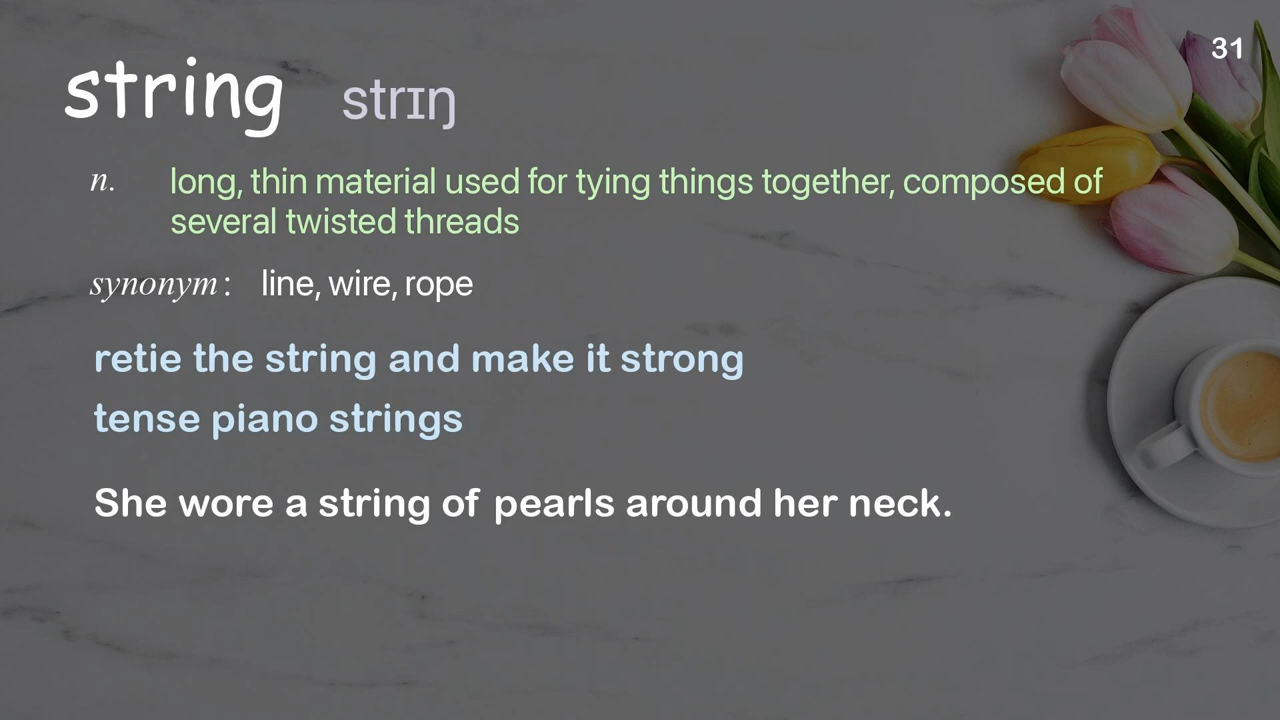 31
string strɪŋ
n. long, thin material used for tying things together, composed of
several twisted threads
synonym: line, wire, rope
retie the string and make it strong
tense piano strings
She wore a string of pearls around her neck.